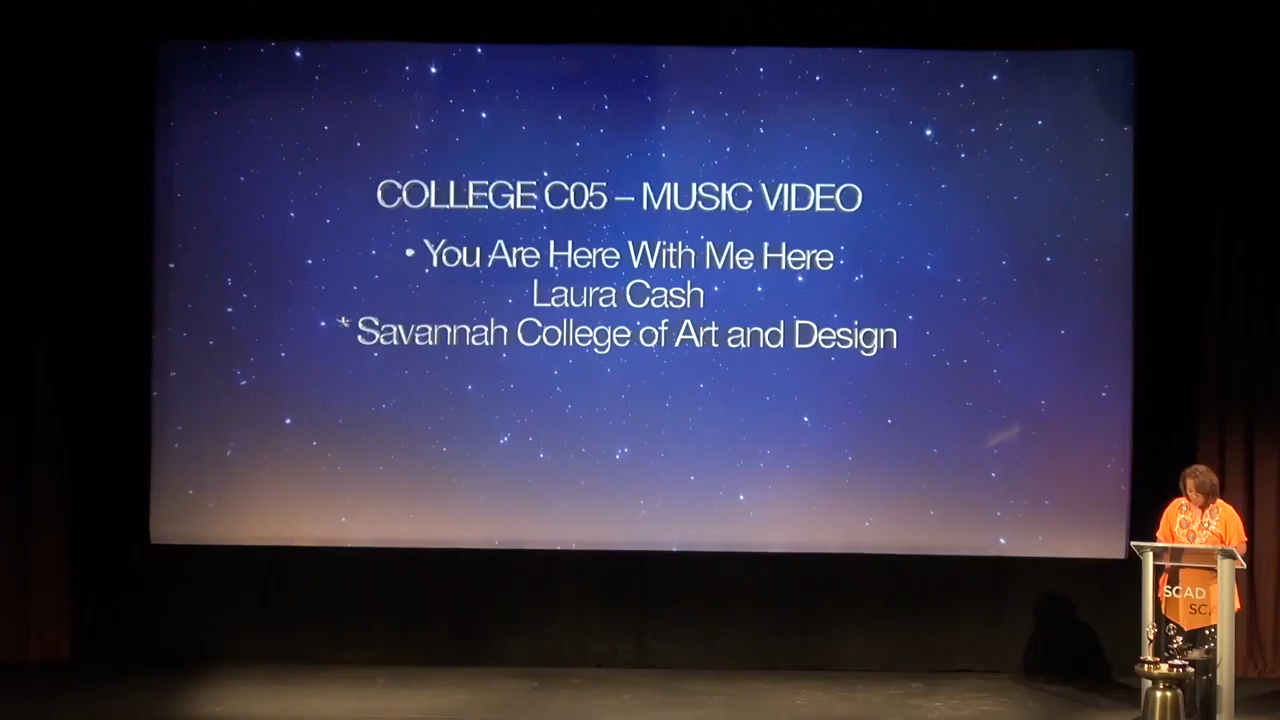 COLLEGE C05 – MUSIC VIDEO
• You Are Here With Me Here
Laura Cash
* Savannah College of Art and Design
SCAD